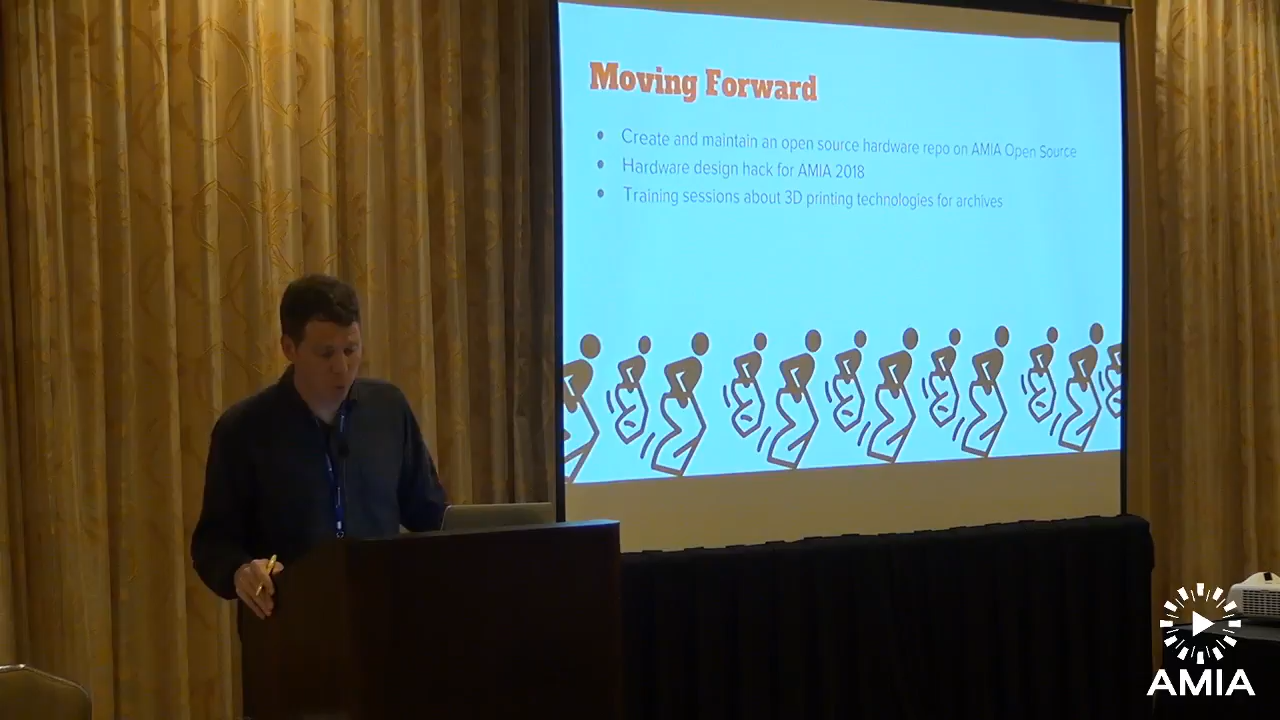 Moving Forward
Create and maintain an open source hardware repo on AMIA Open Source
Hardware design hack for AMIA 2018
Training sessions about 3D printing technologies for archives
AMIA